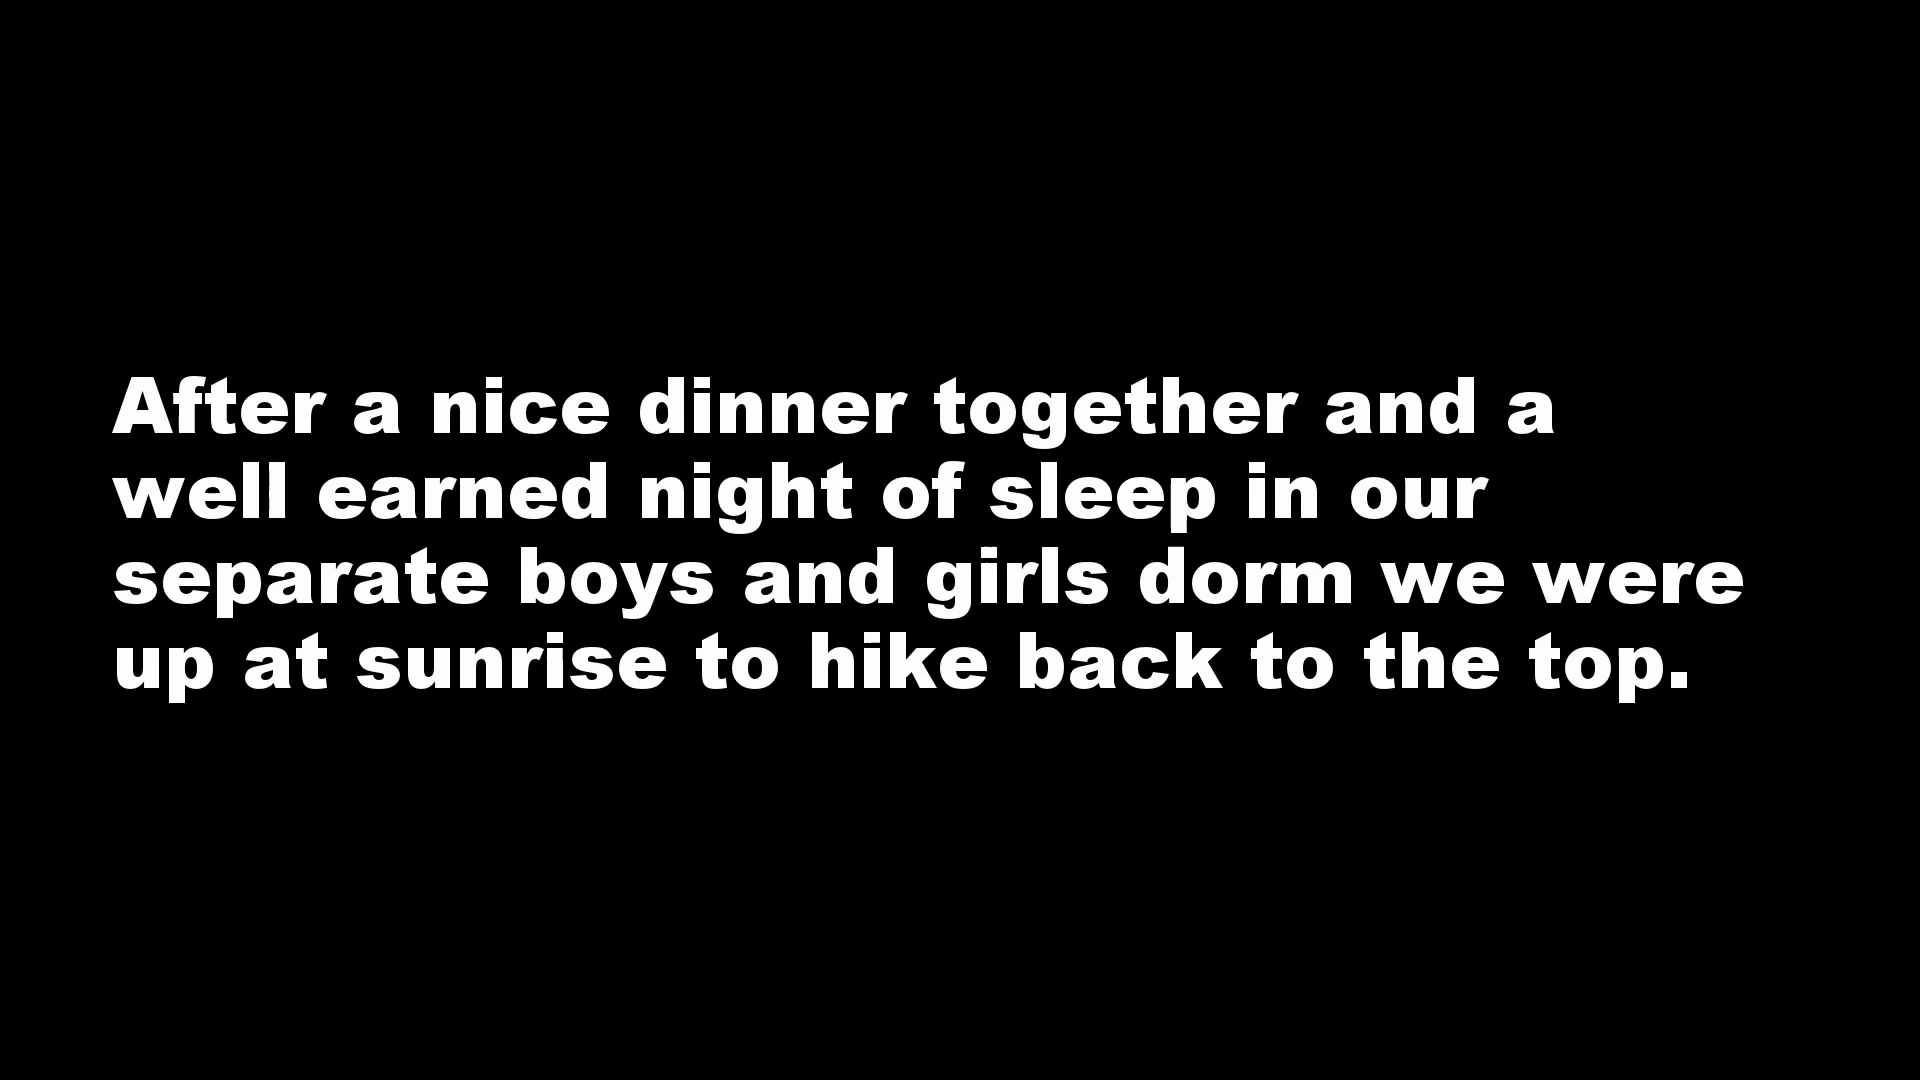 After a nice dinner together and a
well earned night of sleep in our
separate boys and girls dorm we were
up at sunrise to hike back to the top.